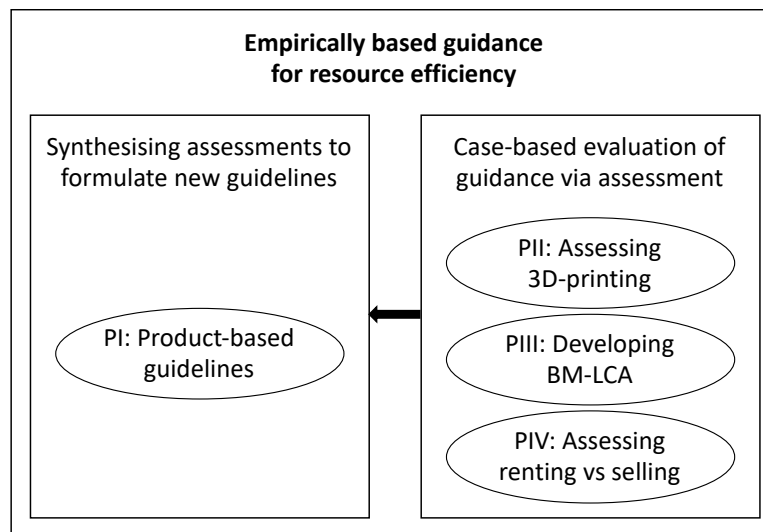 Empirically based guidance
for resource efficiency
Synthesising assessments to
formulate new guidelines
PI: Product-based
guidelines
Case-based evaluation of
guidance via assessment
PII: Assessing
3D-printing
PIII: Developing
BM-LCA
PIV: Assessing
renting vs selling